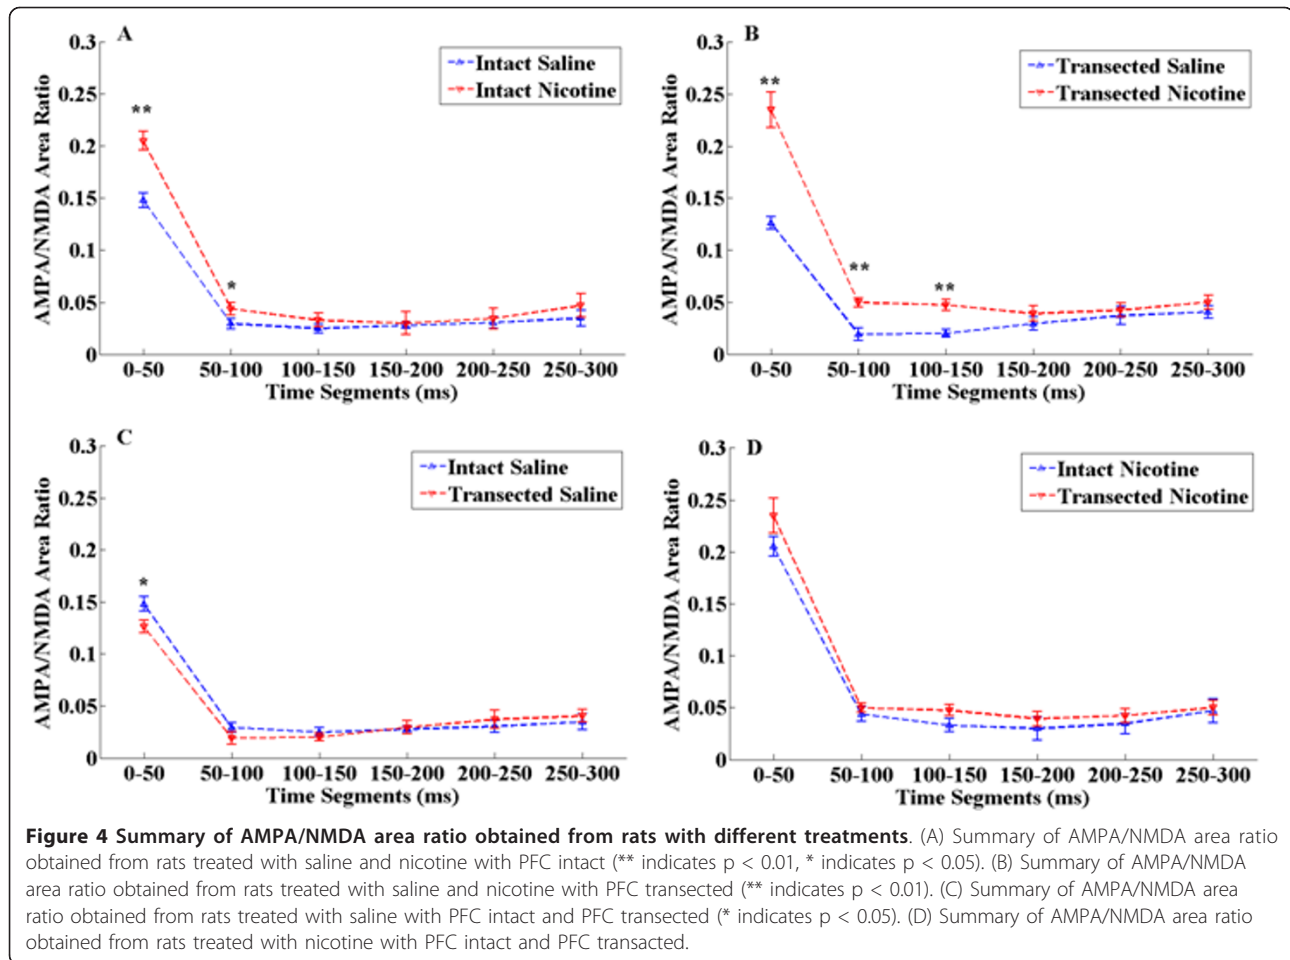 A
0.3
0.25
0.2
0.15
0.1
0.05
0
AMPA/NMDA Area Ratio
Intact Saline
Intact Nicotine
**
*
0-50 50-100 100-150 150-200 200-250 250-300
Time Segments (ms)
B
0.3
0.25
0.2
0.15
0.1
0.05
0
AMPA/NMDA Area Ratio
Transected Saline
Transected Nicotine
**
**
**
0-50 50-100 100-150 150-200 200-250 250-300
Time Segments (ms)
C
0.3
0.25
0.2
0.15
0.1
0.05
0
AMPA/NMDA Area Ratio
Intact Saline
Transected Saline
*
0-50 50-100 100-150 150-200 200-250 250-300
Time Segments (ms)
D
0.3
0.25
0.2
0.15
0.1
0.05
0
AMPA/NMDA Area Ratio
Intact Nicotine
Transected Nicotine
0-50 50-100 100-150 150-200 200-250 250-300
Time Segments (ms)
Figure 4 Summary of AMPA/NMDA area ratio obtained from rats with different treatments. (A) Summary of AMPA/NMDA area ratio
obtained from rats treated with saline and nicotine with PFC intact (** indicates p < 0.01, * indicates p < 0.05). (B) Summary of AMPA/NMDA
area ratio obtained from rats treated with saline and nicotine with PFC transected (** indicates p < 0.01). (C) Summary of AMPA/NMDA area
ratio obtained from rats treated with saline with PFC intact and PFC transected (* indicates p < 0.05). (D) Summary of AMPA/NMDA area ratio
obtained from rats treated with nicotine with PFC intact and PFC transacted.